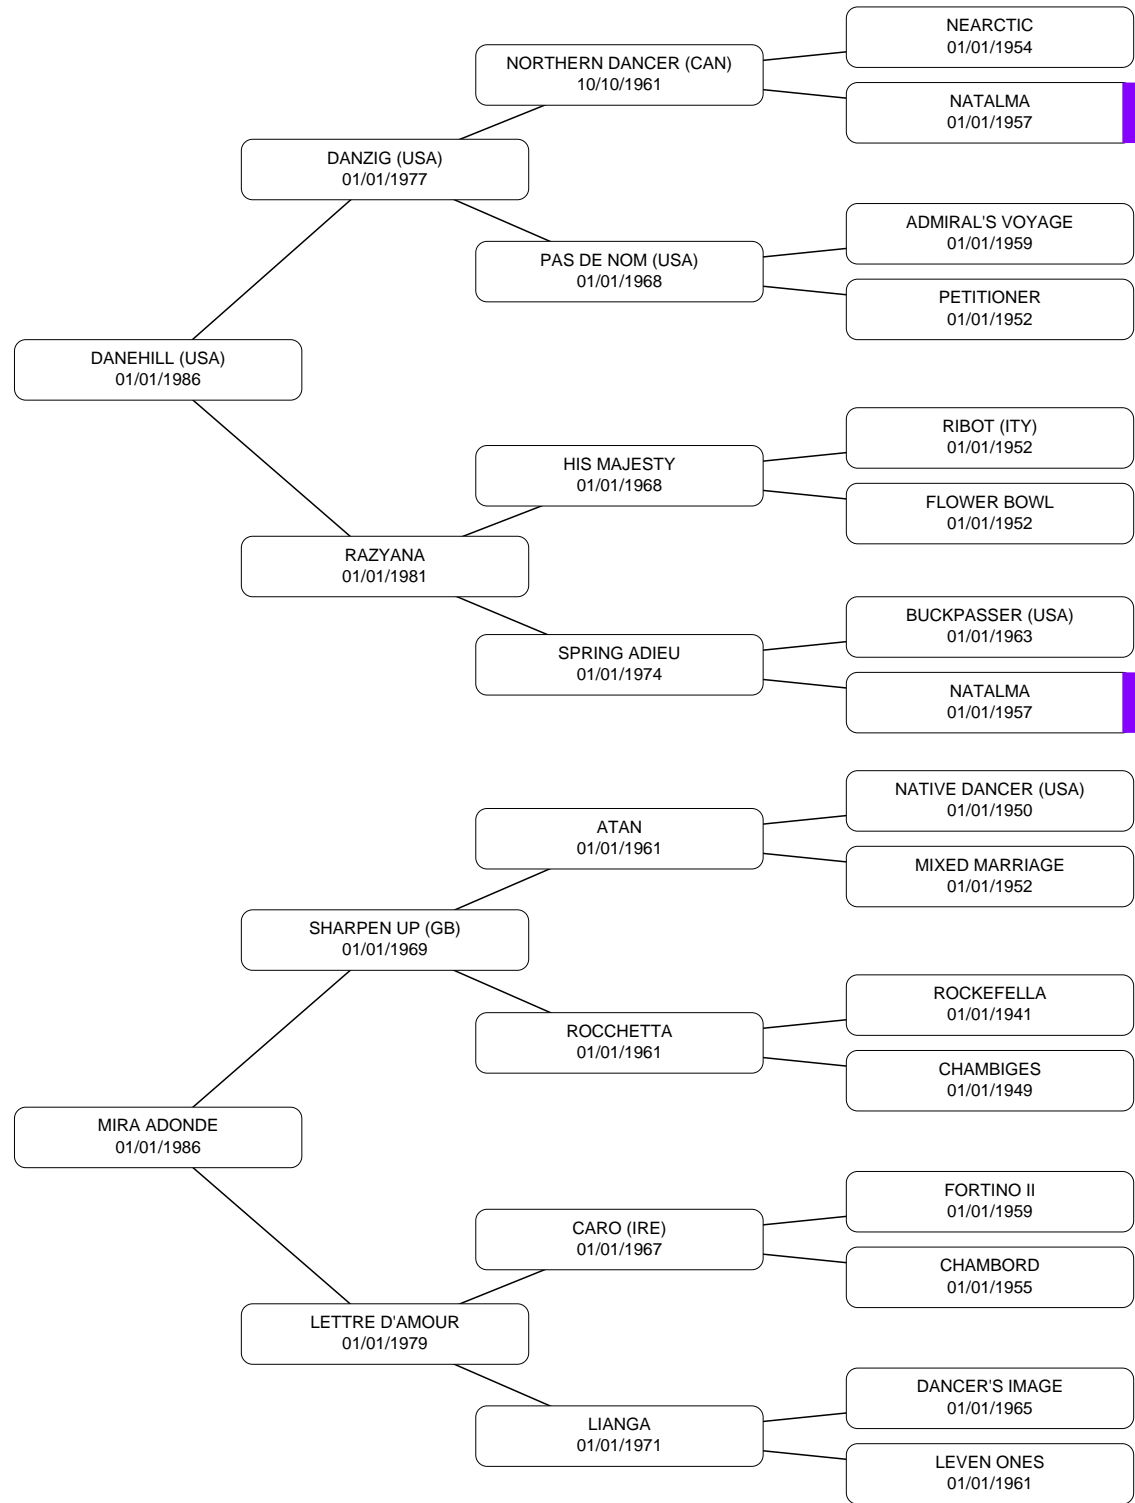 NEARCTIC
01/01/1954
NORTHERN DANCER (CAN)
10/10/1961
NATALMA
01/01/1957
DANZIG (USA)
01/01/1977
ADMIRAL'S VOYAGE
01/01/1959
PAS DE NOM (USA)
01/01/1968
PETITIONER
01/01/1952
DANEHILL (USA)
01/01/1986
RIBOT (ITY)
01/01/1952
HIS MAJESTY
01/01/1968
FLOWER BOWL
01/01/1952
RAZYANA
01/01/1981
BUCKPASSER (USA)
01/01/1963
SPRING ADIEU
01/01/1974
NATALMA
01/01/1957
NATIVE DANCER (USA)
01/01/1950
ATAN
01/01/1961
MIXED MARRIAGE
01/01/1952
SHARPEN UP (GB)
01/01/1969
ROCKEFELLA
01/01/1941
ROCCHETTA
01/01/1961
CHAMBIGES
01/01/1949
MIRA ADONDE
01/01/1986
FORTINO II
01/01/1959
CARO (IRE)
01/01/1967
CHAMBORD
01/01/1955
LETTRE D'AMOUR
01/01/1979
DANCER'S IMAGE
01/01/1965
LIANGA
01/01/1971
LEVEN ONES
01/01/1961